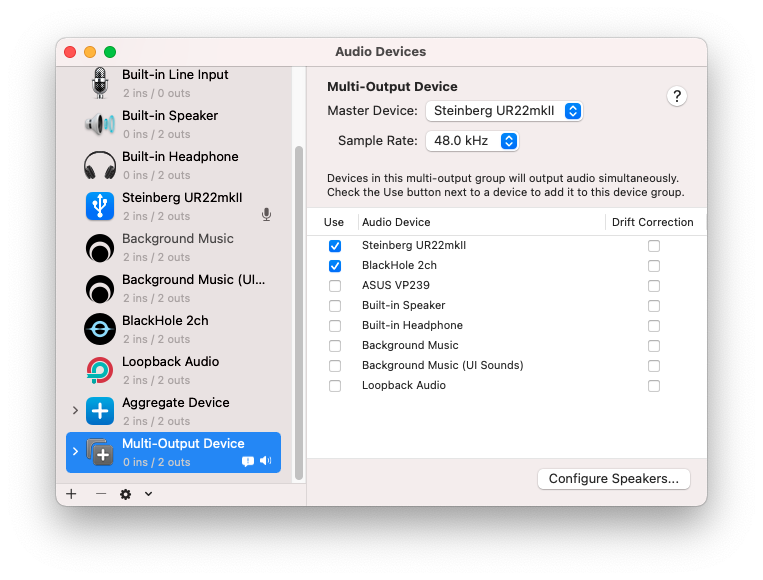 Audio Devices
Built-in Line Input
2 ins / 0 outs
Built-in Speaker
0 ins / 2 outs
Built-in Headphone
0 ins / 2 outs
Steinberg UR22mkII
2 ins / 2 outs
Background Music
2 ins / 2 outs
Background Music (UI...
2 ins / 2 outs
BlackHole 2ch
2 ins / 2 outs
Loopback Audio
2 ins / 2 outs
Aggregate Device
2 ins / 2 outs
Multi-Output Device
0 ins / 2 outs
Multi-Output Device
?
Master Device: Steinberg UR22mkII
Sample Rate: 48.0 kHz
Devices in this multi-output group will output audio simultaneously.
Check the Use button next to a device to add it to this device group.
Use Audio Device Drift Correction
Steinberg UR22mkII
BlackHole 2ch
ASUS VP239
Built-in Speaker
Built-in Headphone
Background Music
Background Music (UI Sounds)
Loopback Audio
Configure Speakers...